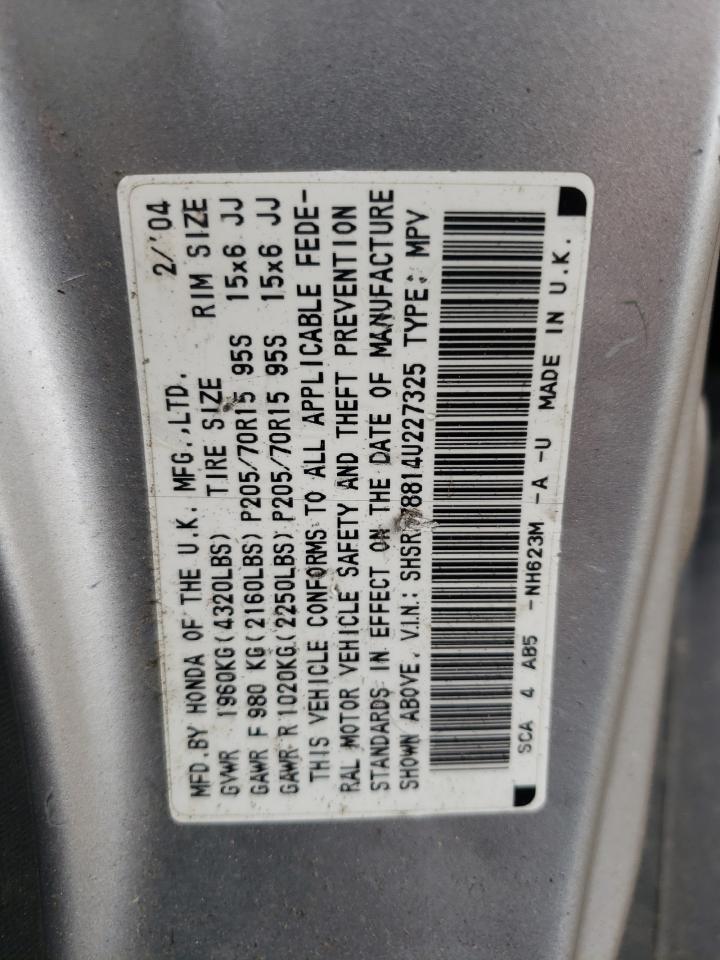 2/'04
MFD.BY HONDA OF THE U.K. MFG.,LTD.
GVWR 1960KG(4320LBS) TIRE SIZE RIM SIZE
GAWR F 980 KG(2160LBS) P205/70R15 95S 15x6 JJ
GAWR R 1020KG(2250LBS) P205/70R15 95S 15x6 JJ
THIS VEHICLE CONFORMS TO ALL APPLICABLE FEDE-
RAL MOTOR VEHICLE SAFETY AND THEFT PREVENTION
STANDARDS IN EFFECT ON THE DATE OF MANUFACTURE
SHOWN ABOVE. V.I.N.: SHSRD78814U227325 TYPE: MPV
SCA 4 AB5 -NH623M -A -U MADE IN U.K.